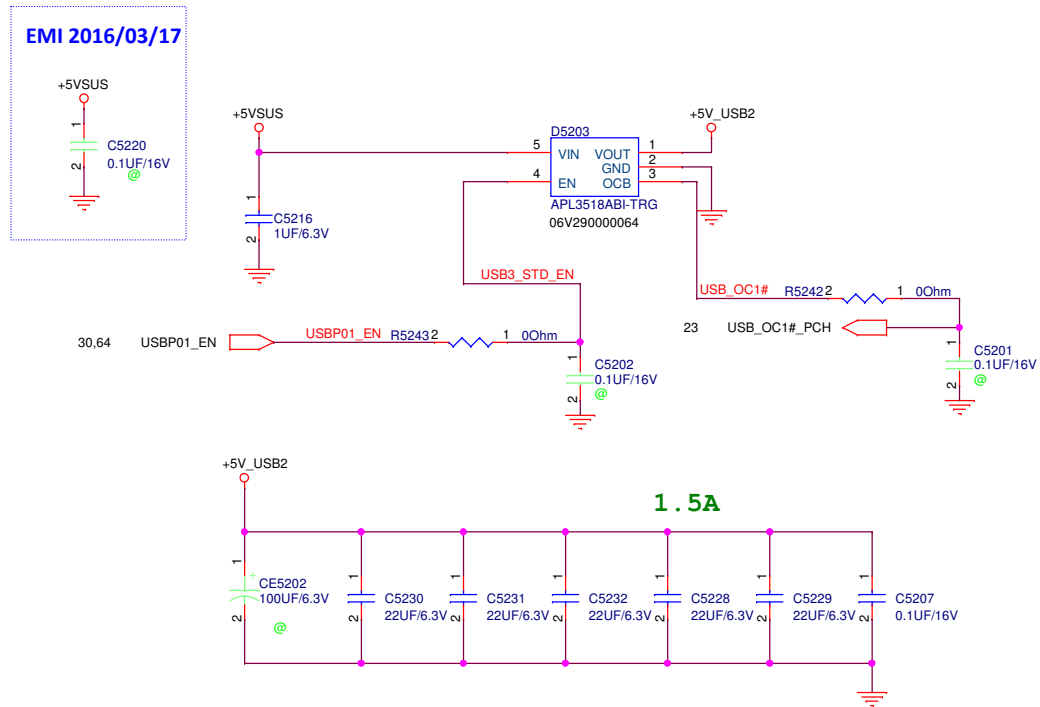 EMI 2016/03/17
+5VSUS
1
C5220
0.1UF/16V
2
@
+5VSUS
1
C5216
1UF/6.3V
2
D5203
5
VIN
VOUT
1
GND
2
4
EN
OCB
3
APL3518ABI-TRG
06V290000064
+5V_USB2
USB3_STD_EN
30,64
USBP01_EN
USBP01_EN
R5243
2
1
0Ohm
1
C5202
0.1UF/16V
2
@
USB_OC1#
R5242
2
1
0Ohm
23
USB_OC1#_PCH
1
C5201
0.1UF/16V
2
@
+5V_USB2
1.5A
1
+
CE5202
100UF/6.3V
2
@
1
C5230
22UF/6.3V
2
1
C5231
22UF/6.3V
2
1
C5232
22UF/6.3V
2
1
C5228
22UF/6.3V
2
1
C5229
22UF/6.3V
2
1
C5207
0.1UF/16V
2